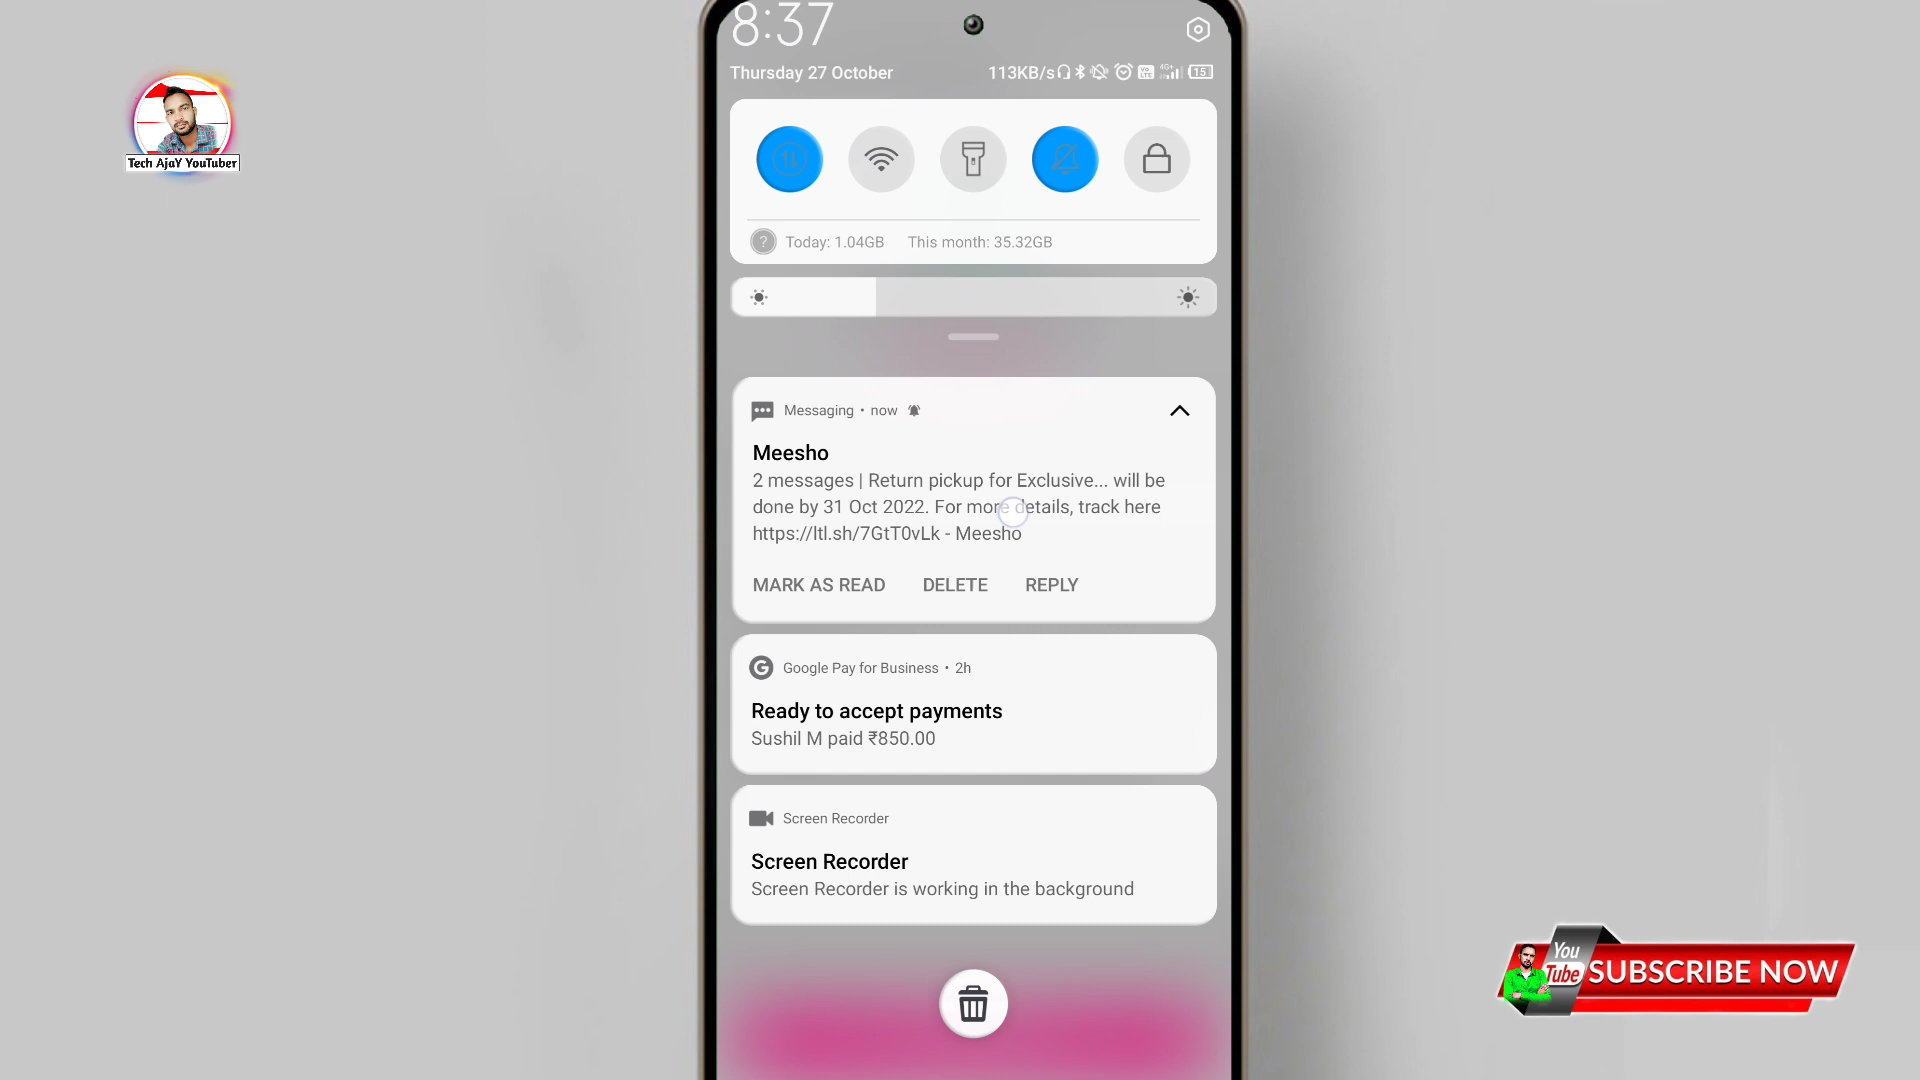 8:37
Thursday 27 October
113KB/s
4G+
15
Tech AjaY YouTuber
? Today: 1.04GB This month: 35.32GB
Messaging • now
Meesho
2 messages | Return pickup for Exclusive... will be
done by 31 Oct 2022. For more details, track here
https://ltl.sh/7GtT0vLk - Meesho
MARK AS READ DELETE REPLY
G Google Pay for Business • 2h
Ready to accept payments
Sushil M paid ₹850.00
Screen Recorder
Screen Recorder
Screen Recorder is working in the background
You
Tube
SUBSCRIBE NOW